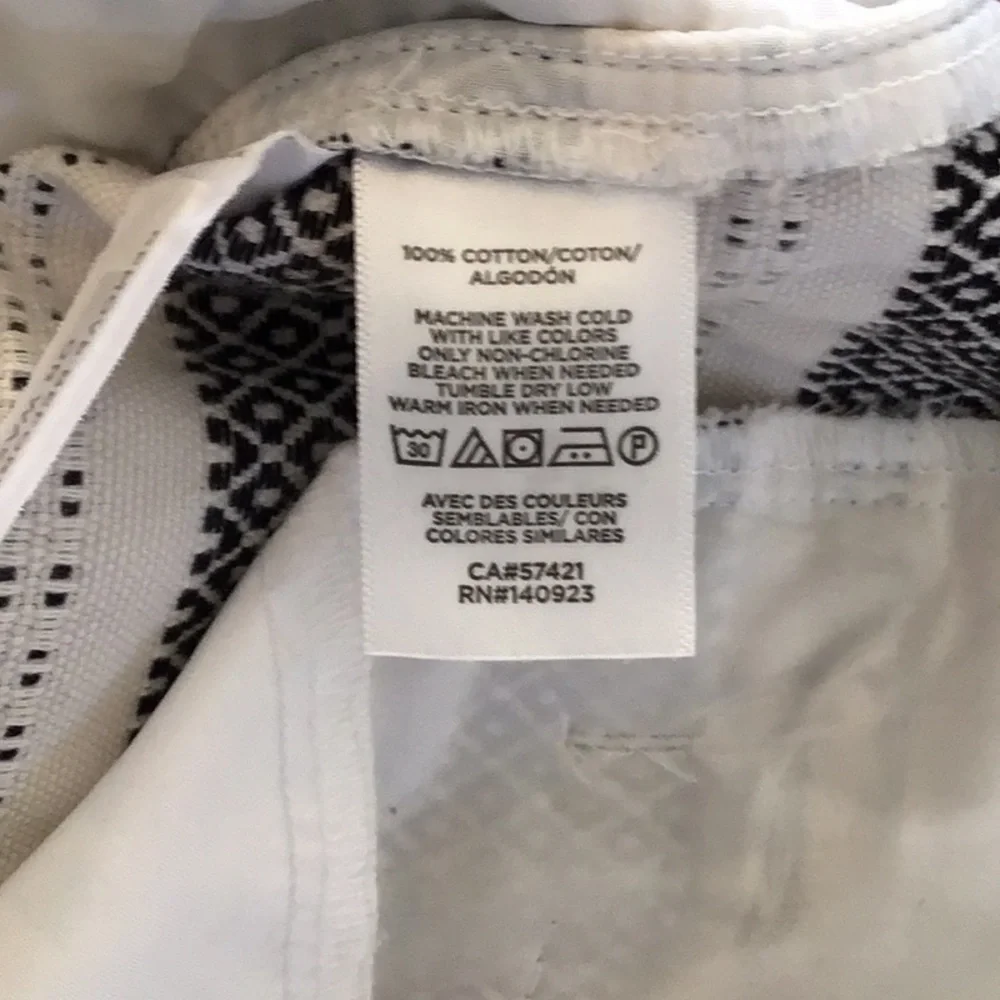 100% COTTON/COTON/
ALGODÓN
MACHINE WASH COLD
WITH LIKE COLORS
ONLY NON-CHLORINE
BLEACH WHEN NEEDED
TUMBLE DRY LOW
WARM IRON WHEN NEEDED
30 P
AVEC DES COULEURS
SEMBLABLES/ CON
COLORES SIMILARES
CA#57421
RN#140923